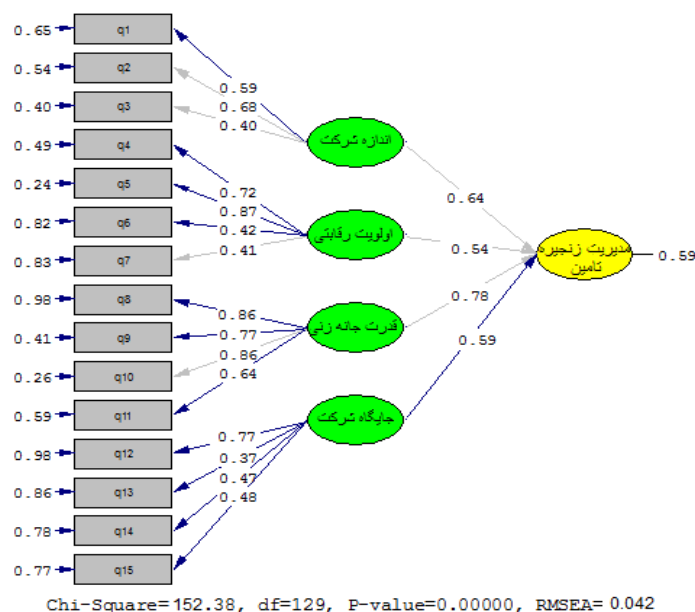 0.65 q1
0.54 q2
0.40 q3
0.49 q4
0.24 q5
0.82 q6
0.83 q7
0.98 q8
0.41 q9
0.26 q10
0.59 q11
0.98 q12
0.86 q13
0.78 q14
0.77 q15
0.59
0.68
0.40
0.72
0.87
0.42
0.41
0.86
0.77
0.86
0.64
0.77
0.37
0.47
0.48
اندازه شرکت
اولویت رقابتی
قدرت چانه زنی
جایگاه شرکت
0.64
0.54
0.78
0.59
مدیریت زنجیره
تامین
0.59
Chi-Square=152.38, df=129, P-value=0.00000, RMSEA=0.042